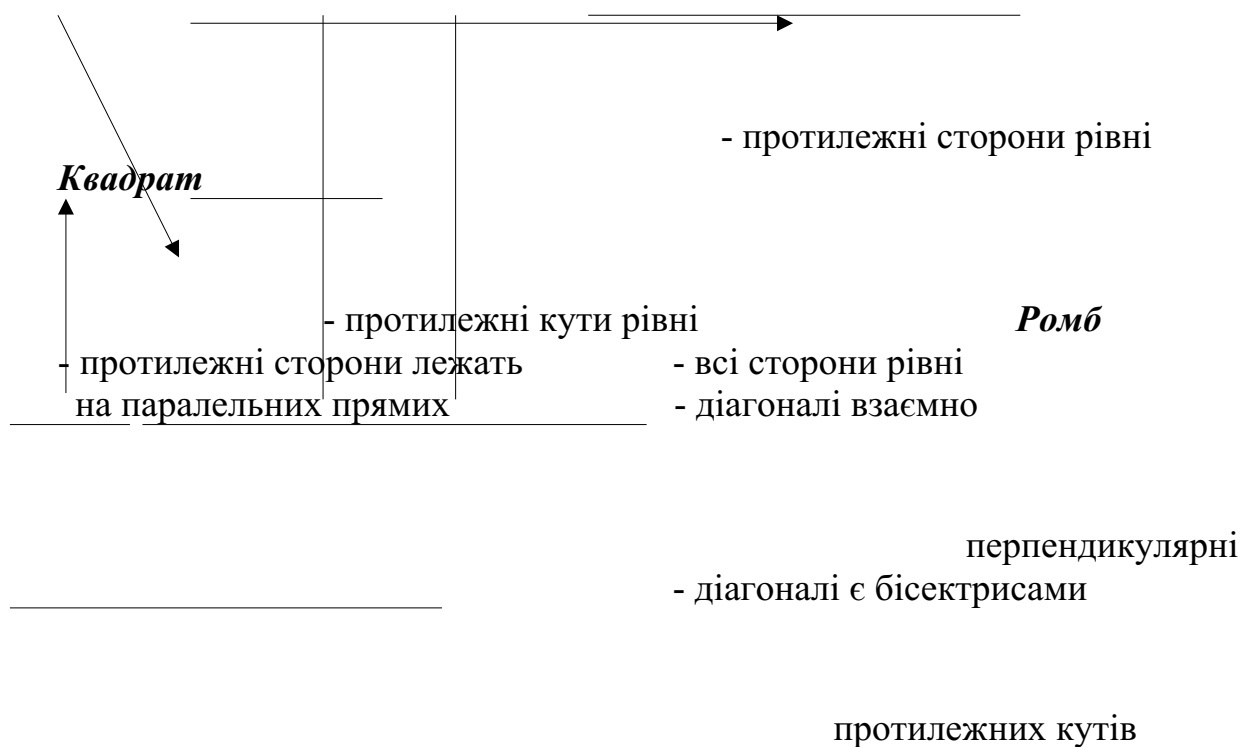 - протилежні сторони рівні
Квадрат
- протилежні кути рівні Ромб
- протилежні сторони лежать - всі сторони рівні
на паралельних прямих - діагоналі взаємно
перпендикулярні
- діагоналі є бісектрисами
протилежних кутів